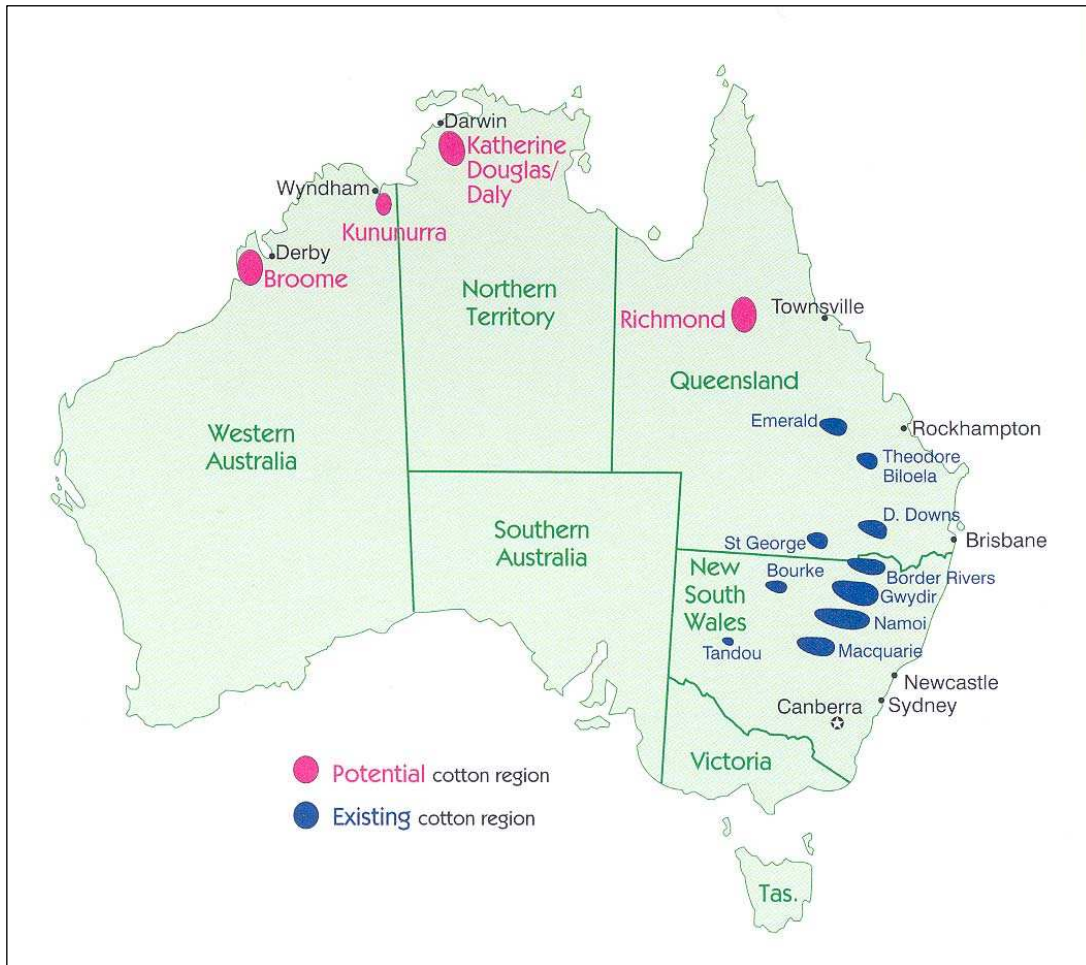 Darwin
Katherine
Douglas/
Daly
Wyndham
Kununurra
Derby
Broome
Northern
Territory
Richmond
Townsville
Queensland
Emerald
Rockhampton
Western
Australia
Theodore
Biloela
Southern
Australia
D. Downs
St George
Brisbane
New
South
Wales
Bourke
Border Rivers
Gwydir
Namoi
Tandou
Macquarie
Newcastle
Canberra
Sydney
Victoria
Potential cotton region
Existing cotton region
Tas.